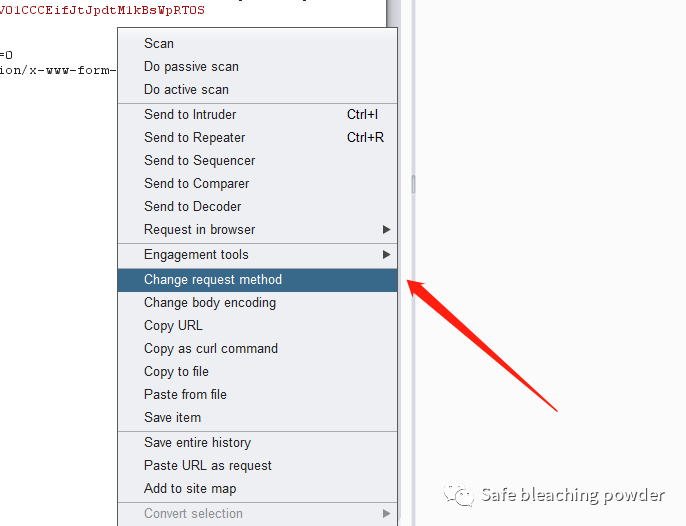 VO1CCCEifJtJpdtM1kBsWpRTOS
=0
ion/x-www-form-
Scan
Do passive scan
Do active scan
Send to Intruder Ctrl+I
Send to Repeater Ctrl+R
Send to Sequencer
Send to Comparer
Send to Decoder
Request in browser
Engagement tools
Change request method
Change body encoding
Copy URL
Copy as curl command
Copy to file
Paste from file
Save item
Save entire history
Paste URL as request
Add to site map
Convert selection
Safe bleaching powder